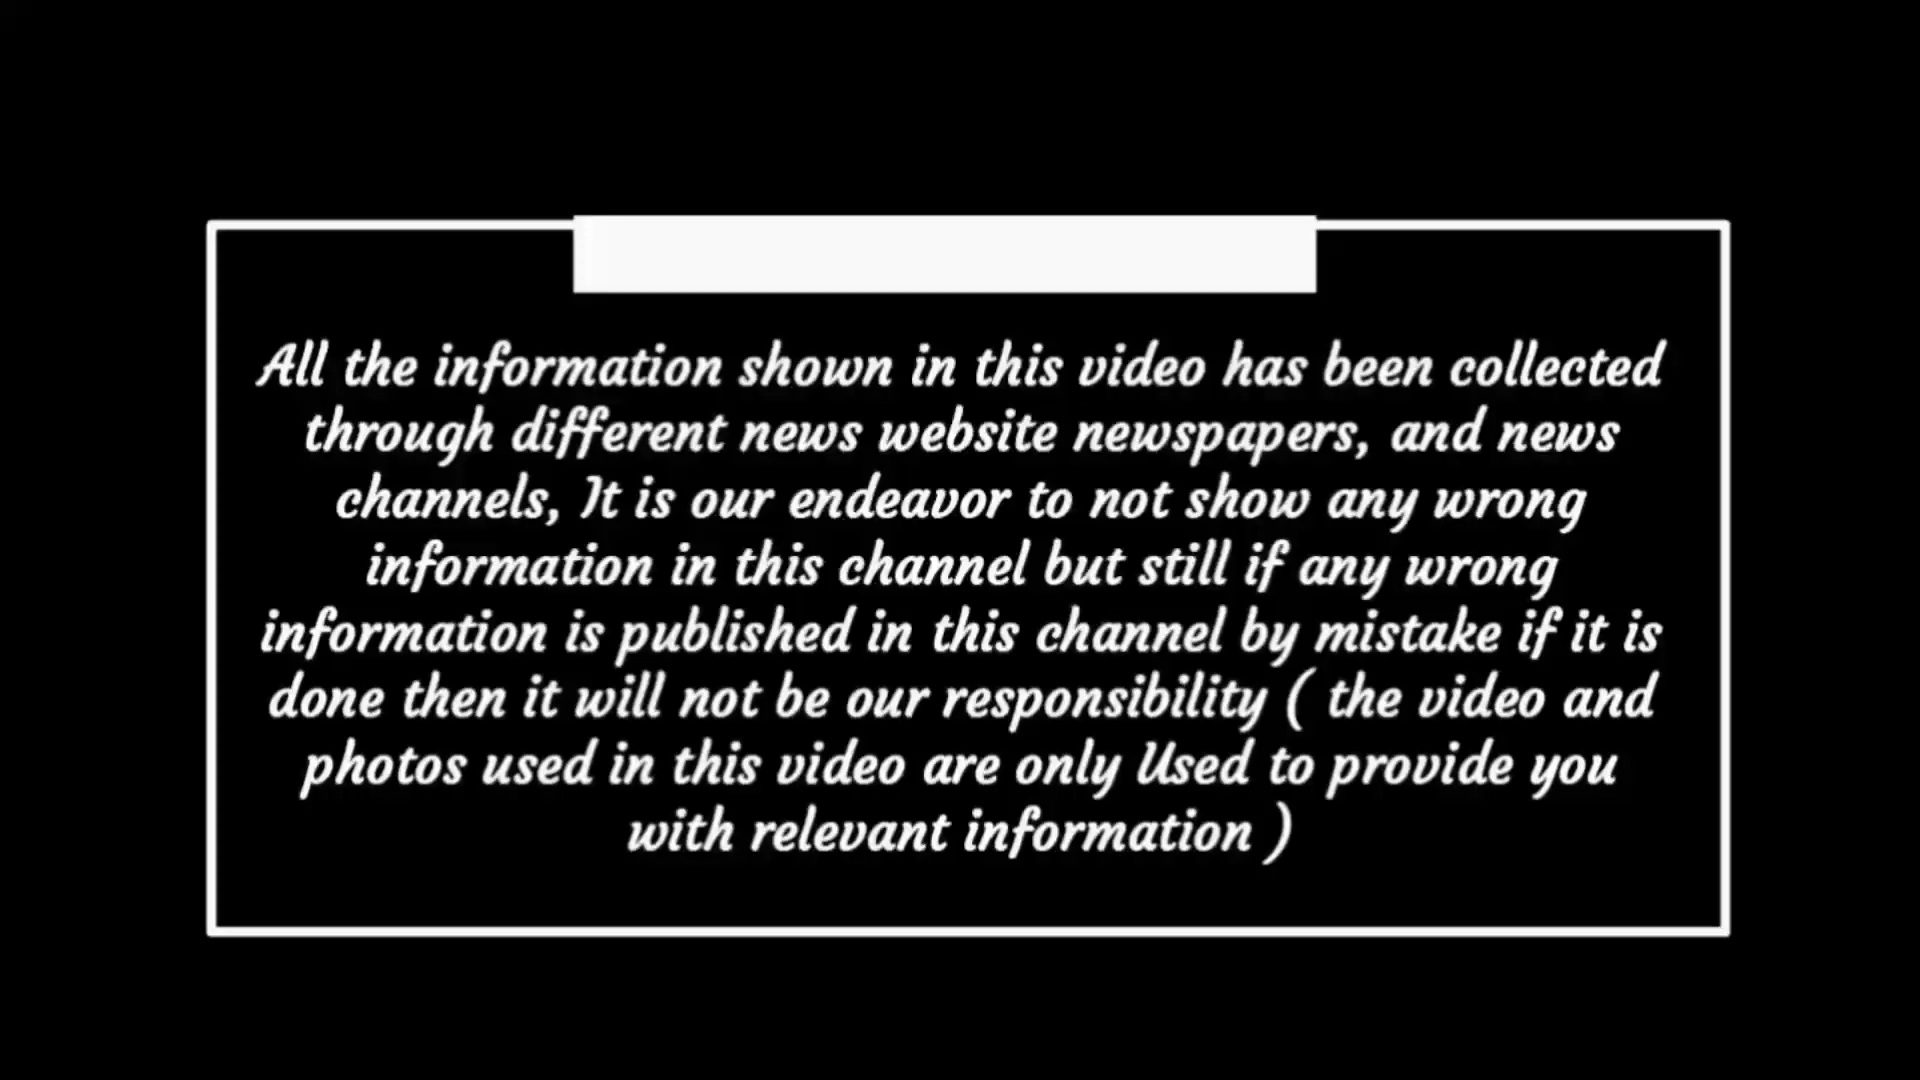 All the information shown in this video has been collected
through different news website newspapers, and news
channels, It is our endeavor to not show any wrong
information in this channel but still if any wrong
information is published in this channel by mistake if it is
done then it will not be our responsibility ( the video and
photos used in this video are only Used to provide you
with relevant information )